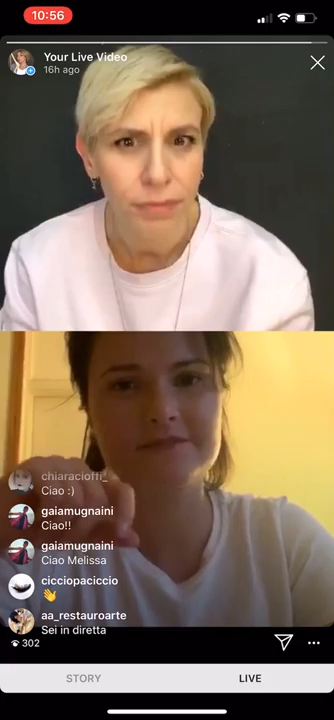 10:56
Your Live Video
16h ago
chiaracioffi_
Ciao :)
gaiamugnaini
Ciao!!
gaiamugnaini
Ciao Melissa
cicciopaciccio
👋
aa_restauroarte
Sei in diretta
302
STORY
LIVE